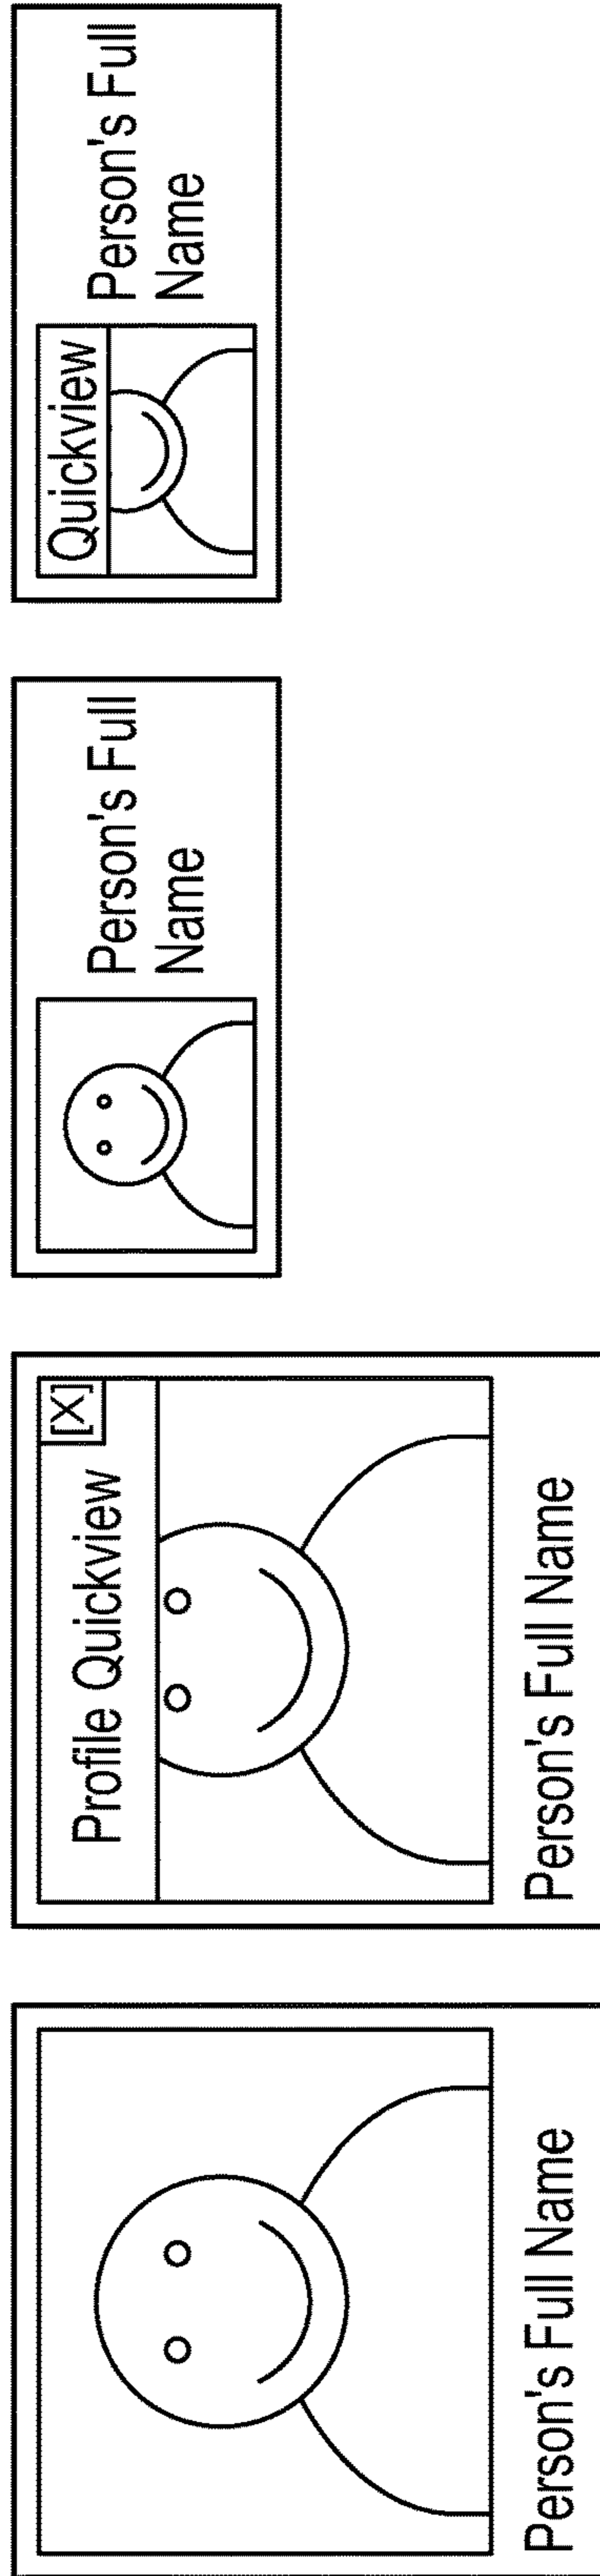 Person's Full Name
Profile Quickview
[X]
Person's Full Name
Person's Full
Name
Quickview
Person's Full
Name